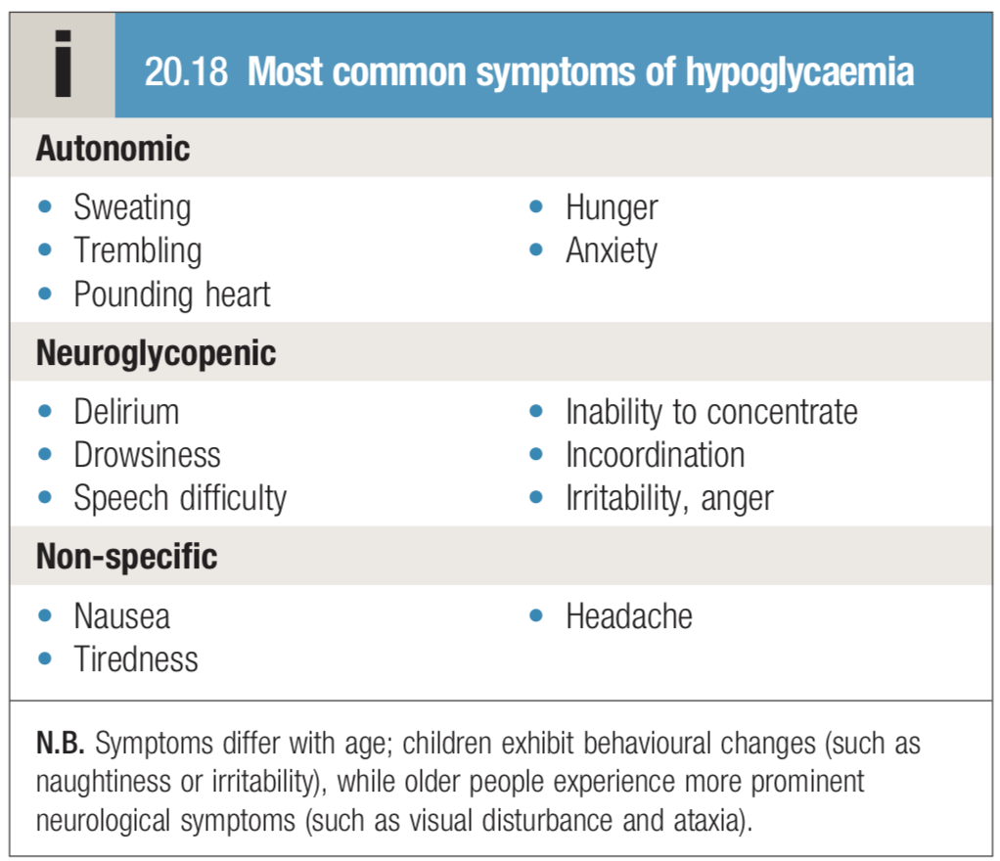 i
20.18 Most common symptoms of hypoglycaemia
Autonomic
• Sweating
• Trembling
• Pounding heart
• Hunger
• Anxiety
Neuroglycopenic
• Delirium
• Drowsiness
• Speech difficulty
• Inability to concentrate
• Incoordination
• Irritability, anger
Non-specific
• Nausea
• Tiredness
• Headache
N.B. Symptoms differ with age; children exhibit behavioural changes (such as
naughtiness or irritability), while older people experience more prominent
neurological symptoms (such as visual disturbance and ataxia).